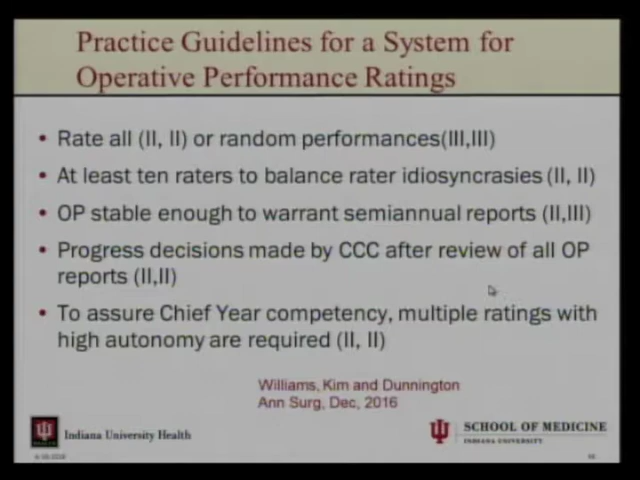 Practice Guidelines for a System for
Operative Performance Ratings
• Rate all (II, II) or random performances(III,III)
• At least ten raters to balance rater idiosyncrasies (II, II)
• OP stable enough to warrant semiannual reports (II,III)
• Progress decisions made by CCC after review of all OP
reports (II,II)
• To assure Chief Year competency, multiple ratings with
high autonomy are required (II, II)
Williams, Kim and Dunnington
Ann Surg, Dec, 2016
Indiana University Health
SCHOOL OF MEDICINE
INDIANA UNIVERSITY